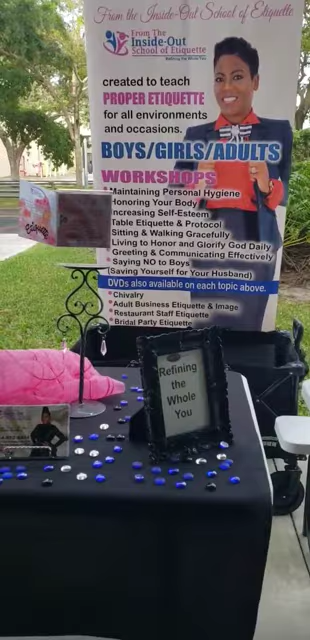 From the Inside-Out School of Etiquette
From The
Inside-Out
School of Etiquette
Refining the Whole You
created to teach
PROPER ETIQUETTE
for all environments
and occasions.
BOYS/GIRLS/ADULTS
WORKSHOPS
*Maintaining Personal Hygiene
Honoring Your Body
Increasing Self-Esteem
Table Etiquette & Protocol
Sitting & Walking Gracefully
Living to Honor and Glorify God Daily
Greeting & Communicating Effectively
Saying NO to Boys
(Saving Yourself for Your Husband)
DVDs also available on each topic above.
* Chivalry
* Adult Business Etiquette & Image
* Restaurant Staff Etiquette
* Bridal Party Etiquette
Refining
the
Whole
You